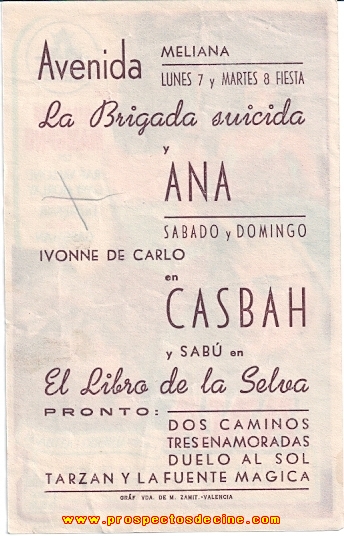 Avenida
MELIANA
LUNES 7 y MARTES 8 FIESTA
La Brigada suicida
y
ANA
SABADO y DOMINGO
IVONNE DE CARLO
en
CASBAH
y SABÚ en
El Libro de la Selva
PRONTO:
DOS CAMINOS
TRES ENAMORADAS
DUELO AL SOL
TARZAN Y LA FUENTE MAGICA
GRÁF. VDA. DE M. ZAMIT.-VALENCIA
www.prospectosdecine.com